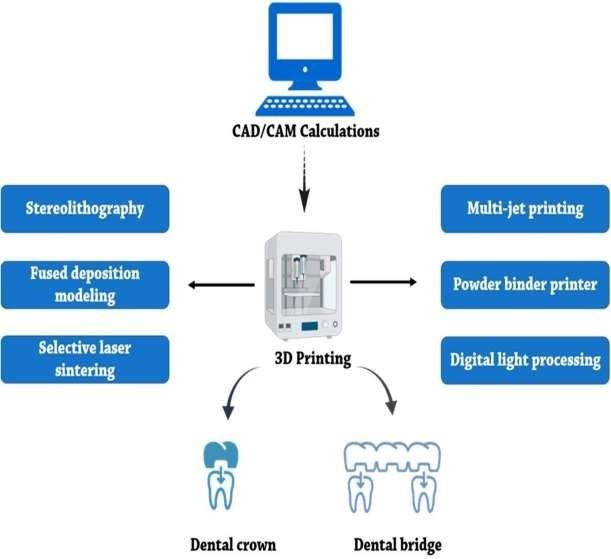 CAD/CAM Calculations
Stereolithography
Fused deposition
modeling
Selective laser
sintering
Multi-jet printing
Powder binder printer
Digital light processing
3D Printing
Dental crown
Dental bridge